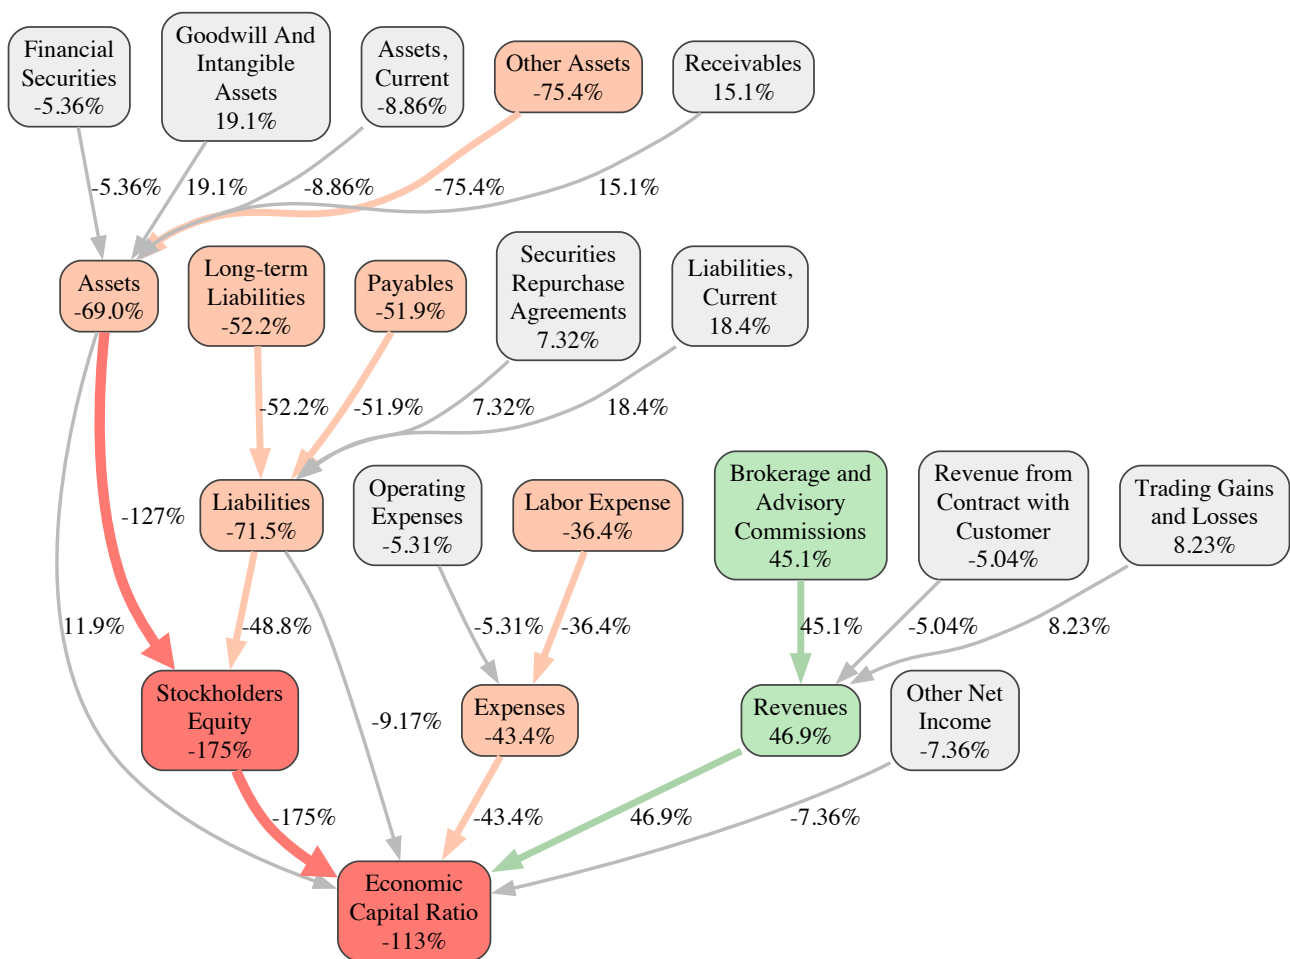 Financial
Securities
-5.36%
Goodwill And
Intangible
Assets
19.1%
Assets,
Current
-8.86%
Other Assets
-75.4%
Receivables
15.1%
-5.36%
19.1%
-8.86%
-75.4%
15.1%
Assets
-69.0%
Long-term
Liabilities
-52.2%
Payables
-51.9%
Securities
Repurchase
Agreements
7.32%
Liabilities,
Current
18.4%
-52.2%
-51.9%
7.32%
18.4%
-127%
Liabilities
-71.5%
Operating
Expenses
-5.31%
Labor Expense
-36.4%
Brokerage and
Advisory
Commissions
45.1%
Revenue from
Contract with
Customer
-5.04%
Trading Gains
and Losses
8.23%
11.9%
-48.8%
-5.31%
-36.4%
45.1%
-5.04%
8.23%
Stockholders
Equity
-175%
-9.17%
Expenses
-43.4%
Revenues
46.9%
Other Net
Income
-7.36%
-175%
-43.4%
46.9%
-7.36%
Economic
Capital Ratio
-113%